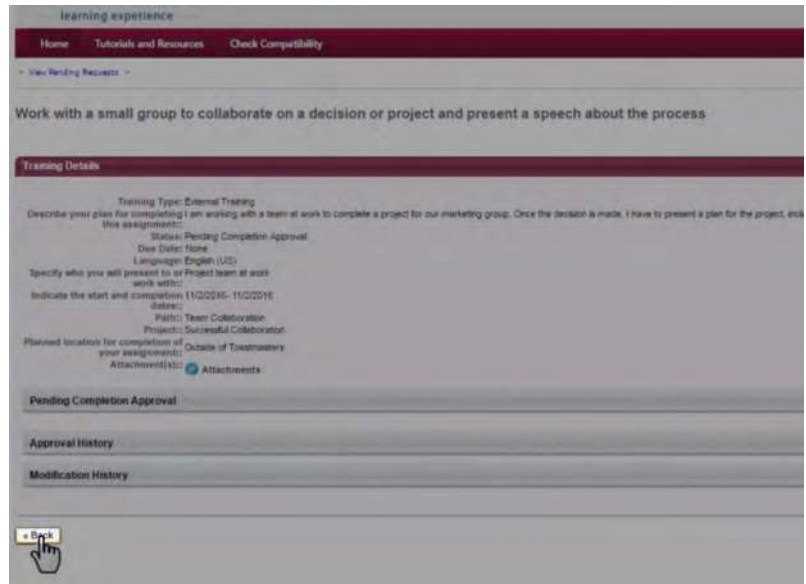 learning experience
Home Tutorials and Resources Check Compatibility
View Pending Requests
Work with a small group to collaborate on a decision or project and present a speech about the process
Training Details
Training Type: External Training
Describe your plan for completing I am working with a team at work to complete a project for our marketing group. Once the decision is made, I have to present a plan for the project, incl
this assignment::
Status: Pending Completion Approval
Due Date: None
Language: English (US)
Specify who you will present to or Project team at work
work with::
Indicate the start and completion 11/2/2016- 11/2/2016
dates::
Path:: Team Collaboration
Project:: Successful Collaboration
Planned location for completion of Outside of Toastmasters
your assignment::
Attachment(s):: Attachments
Pending Completion Approval
Approval History
Modification History
« Back